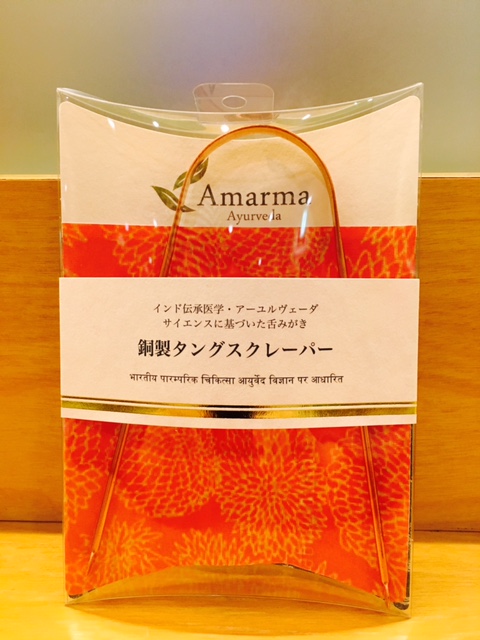 Amarma
Ayurveda
インド伝承医学・アーユルヴェーダ
サイエンスに基づいた舌みがき
銅製タングスクレーパー
भारतीय पारम्परिक चिकित्सा आयुर्वेद विज्ञान पर आधारित